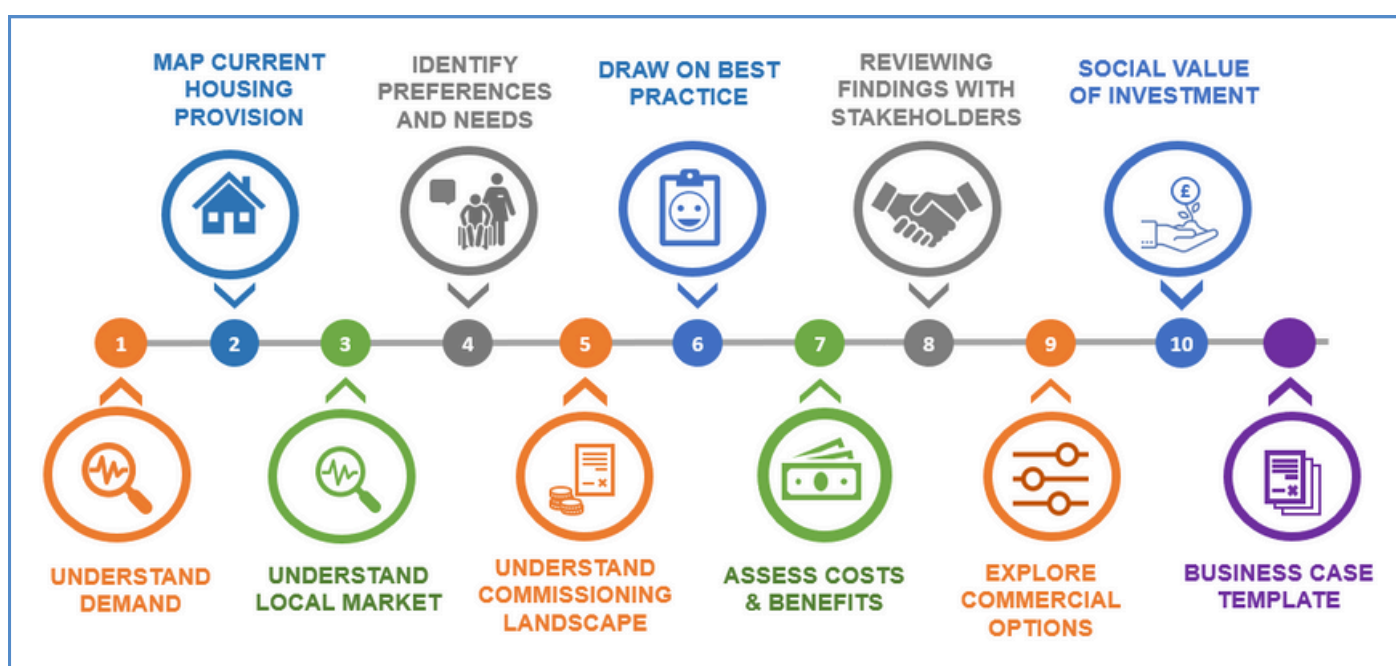 MAP CURRENT
HOUSING
PROVISION
IDENTIFY
PREFERENCES
AND NEEDS
DRAW ON BEST
PRACTICE
REVIEWING
FINDINGS WITH
STAKEHOLDERS
SOCIAL VALUE
OF INVESTMENT
£
1
2
3
4
5
6
7
8
9
10
UNDERSTAND
DEMAND
UNDERSTAND
LOCAL MARKET
UNDERSTAND
COMMISSIONING
LANDSCAPE
ASSESS COSTS
& BENEFITS
EXPLORE
COMMERCIAL
OPTIONS
BUSINESS CASE
TEMPLATE